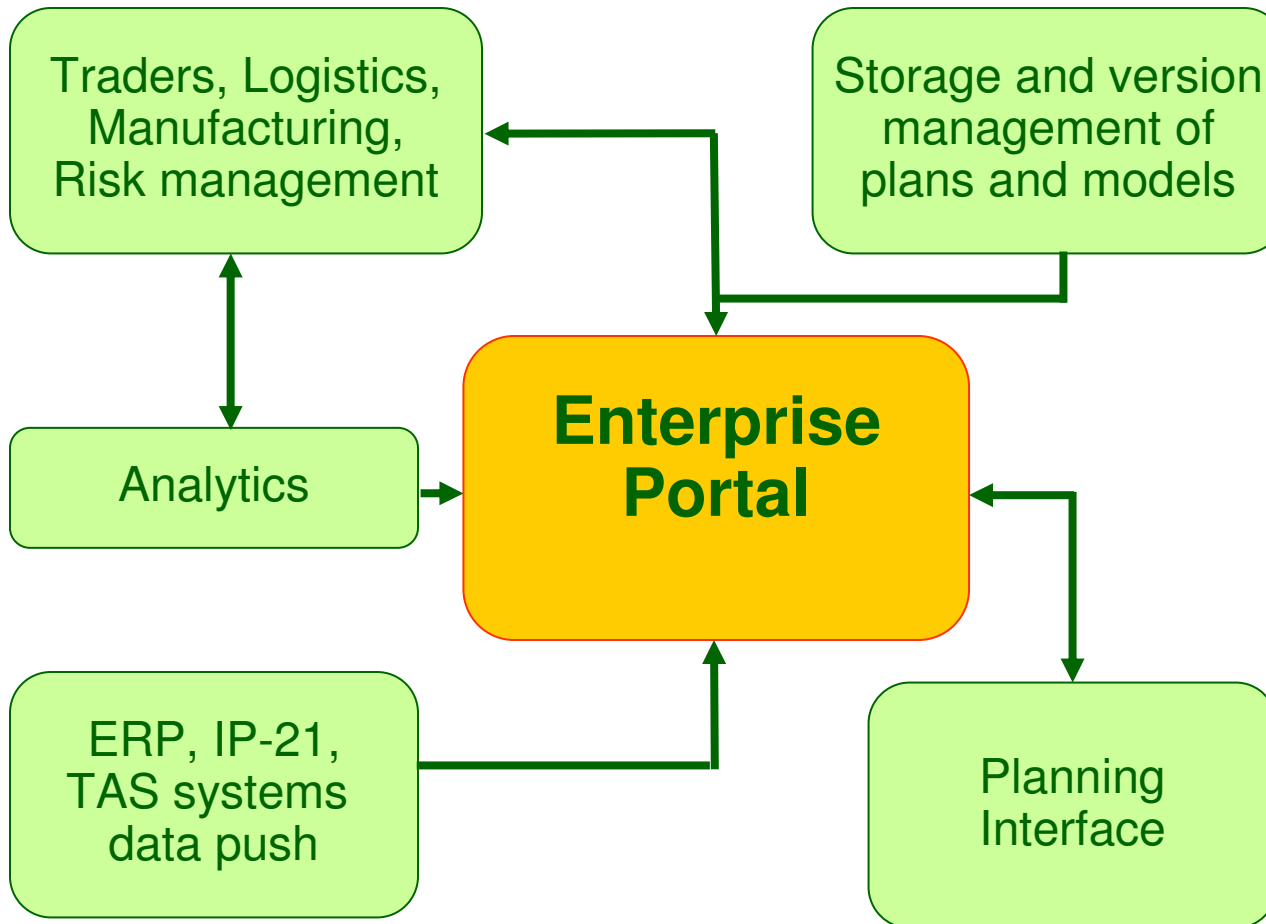 Traders, Logistics,
Manufacturing,
Risk management
Storage and version
management of
plans and models
Enterprise
Portal
Analytics
ERP, IP-21,
TAS systems
data push
Planning
Interface